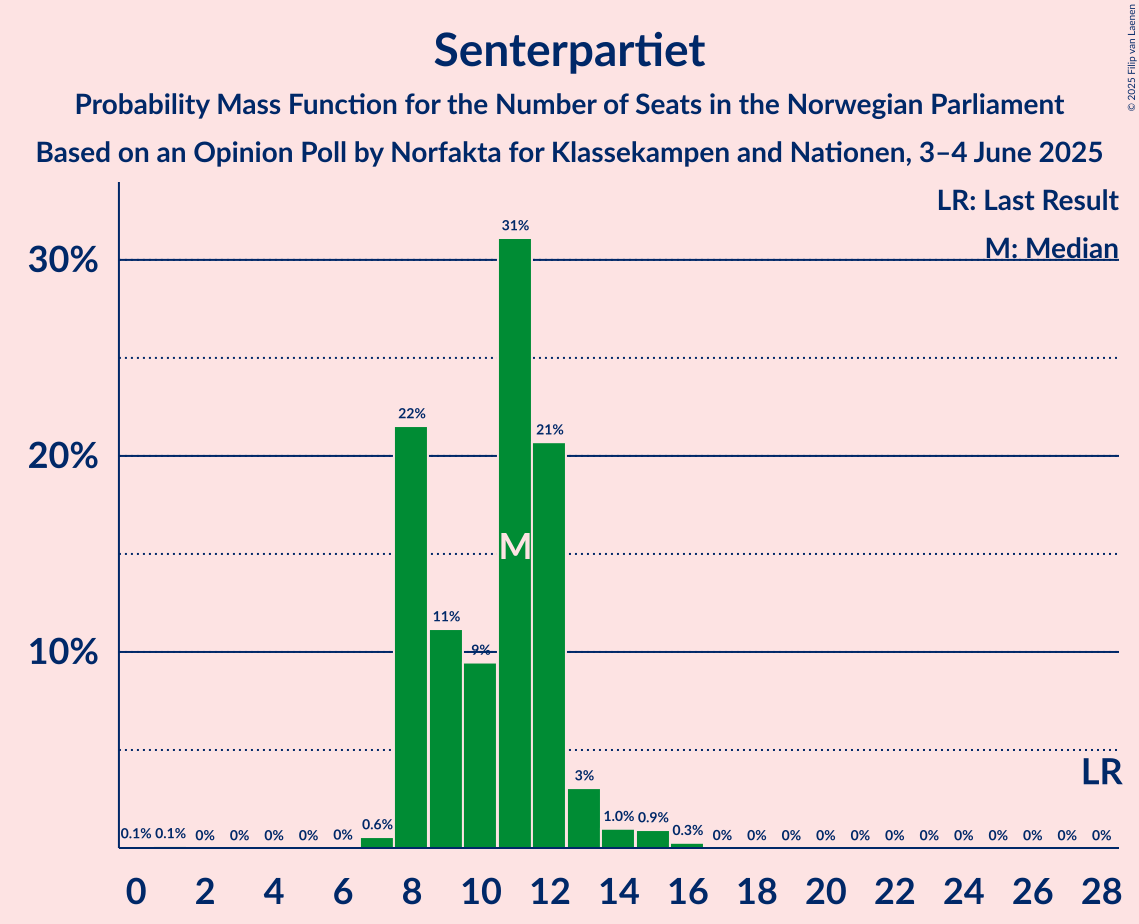 Senterpartiet
Probability Mass Function for the Number of Seats in the Norwegian Parliament
Based on an Opinion Poll by Norfakta for Klassekampen and Nationen, 3–4 June 2025
© 2025 Filip van Laenen
LR: Last Result
M: Median
30%
20%
10%
31%
22%
21%
M
11%
9%
3%
LR
0.1% 0.1% 0% 0% 0% 0% 0% 0.6% 1.0% 0.9% 0.3% 0% 0% 0% 0% 0% 0% 0% 0% 0% 0% 0% 0%
0 2 4 6 8 10 12 14 16 18 20 22 24 26 28